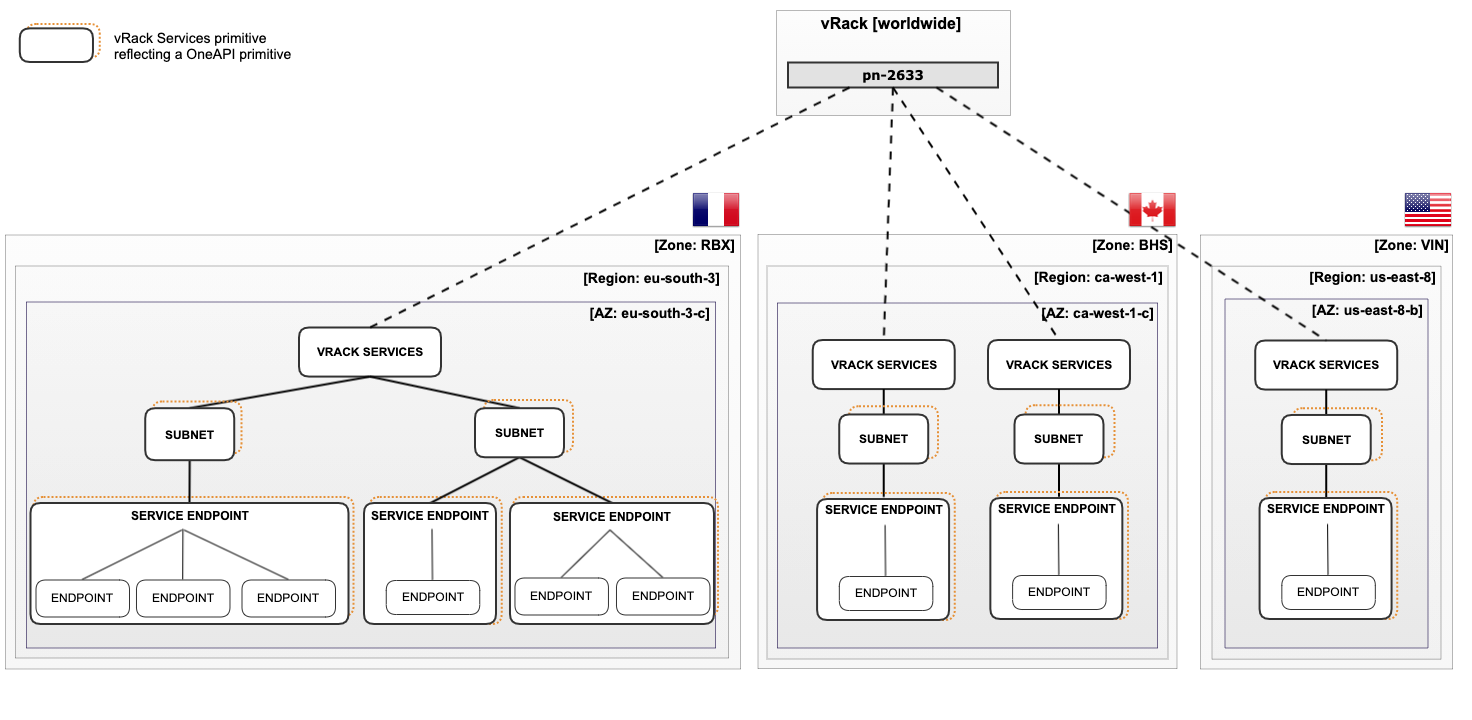 vRack Services primitive
reflecting a OneAPI primitive
vRack [worldwide]
pn-2633
[Zone: RBX]
[Region: eu-south-3]
[AZ: eu-south-3-c]
VRACK SERVICES
SUBNET
SUBNET
SERVICE ENDPOINT
SERVICE ENDPOINT
SERVICE ENDPOINT
ENDPOINT
ENDPOINT
ENDPOINT
ENDPOINT
ENDPOINT
ENDPOINT
[Zone: BHS]
[Region: ca-west-1]
[AZ: ca-west-1-c]
VRACK SERVICES
VRACK SERVICES
SUBNET
SUBNET
SERVICE ENDPOINT
SERVICE ENDPOINT
ENDPOINT
ENDPOINT
[Zone: VIN]
[Region: us-east-8]
[AZ: us-east-8-b]
VRACK SERVICES
SUBNET
SERVICE ENDPOINT
ENDPOINT